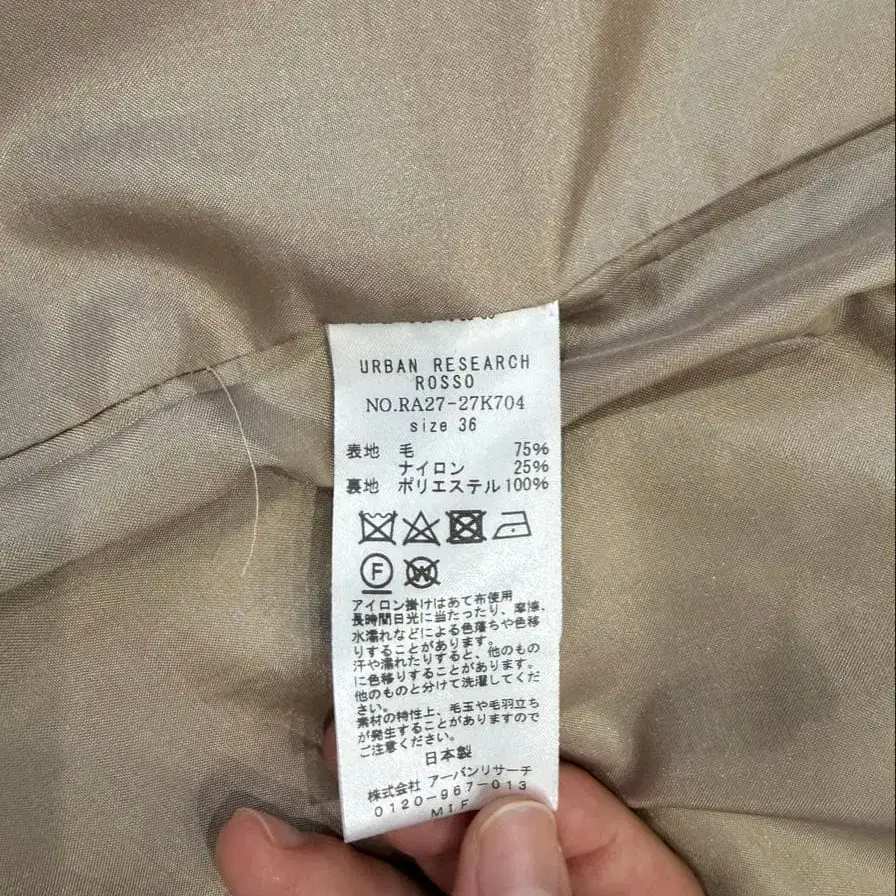 URBAN RESEARCH
ROSSO
NO.RA27-27K704
size 36
表地 毛 75%
ナイロン 25%
裏地 ポリエステル 100%
F W
アイロン掛けはあて布使用
長時間日光に当たったり、摩擦、
水濡れなどによる色落ちや色移
りすることがあります。
汗や濡れたりすると、他のもの
に色移りすることがあります。
他のものと分けて洗濯してくだ
さい。
素材の特性上、毛玉や毛羽立ち
が発生することがありますので
ご注意ください。
日本製
株式会社 アーバンリサーチ
0120-967-013
MIF